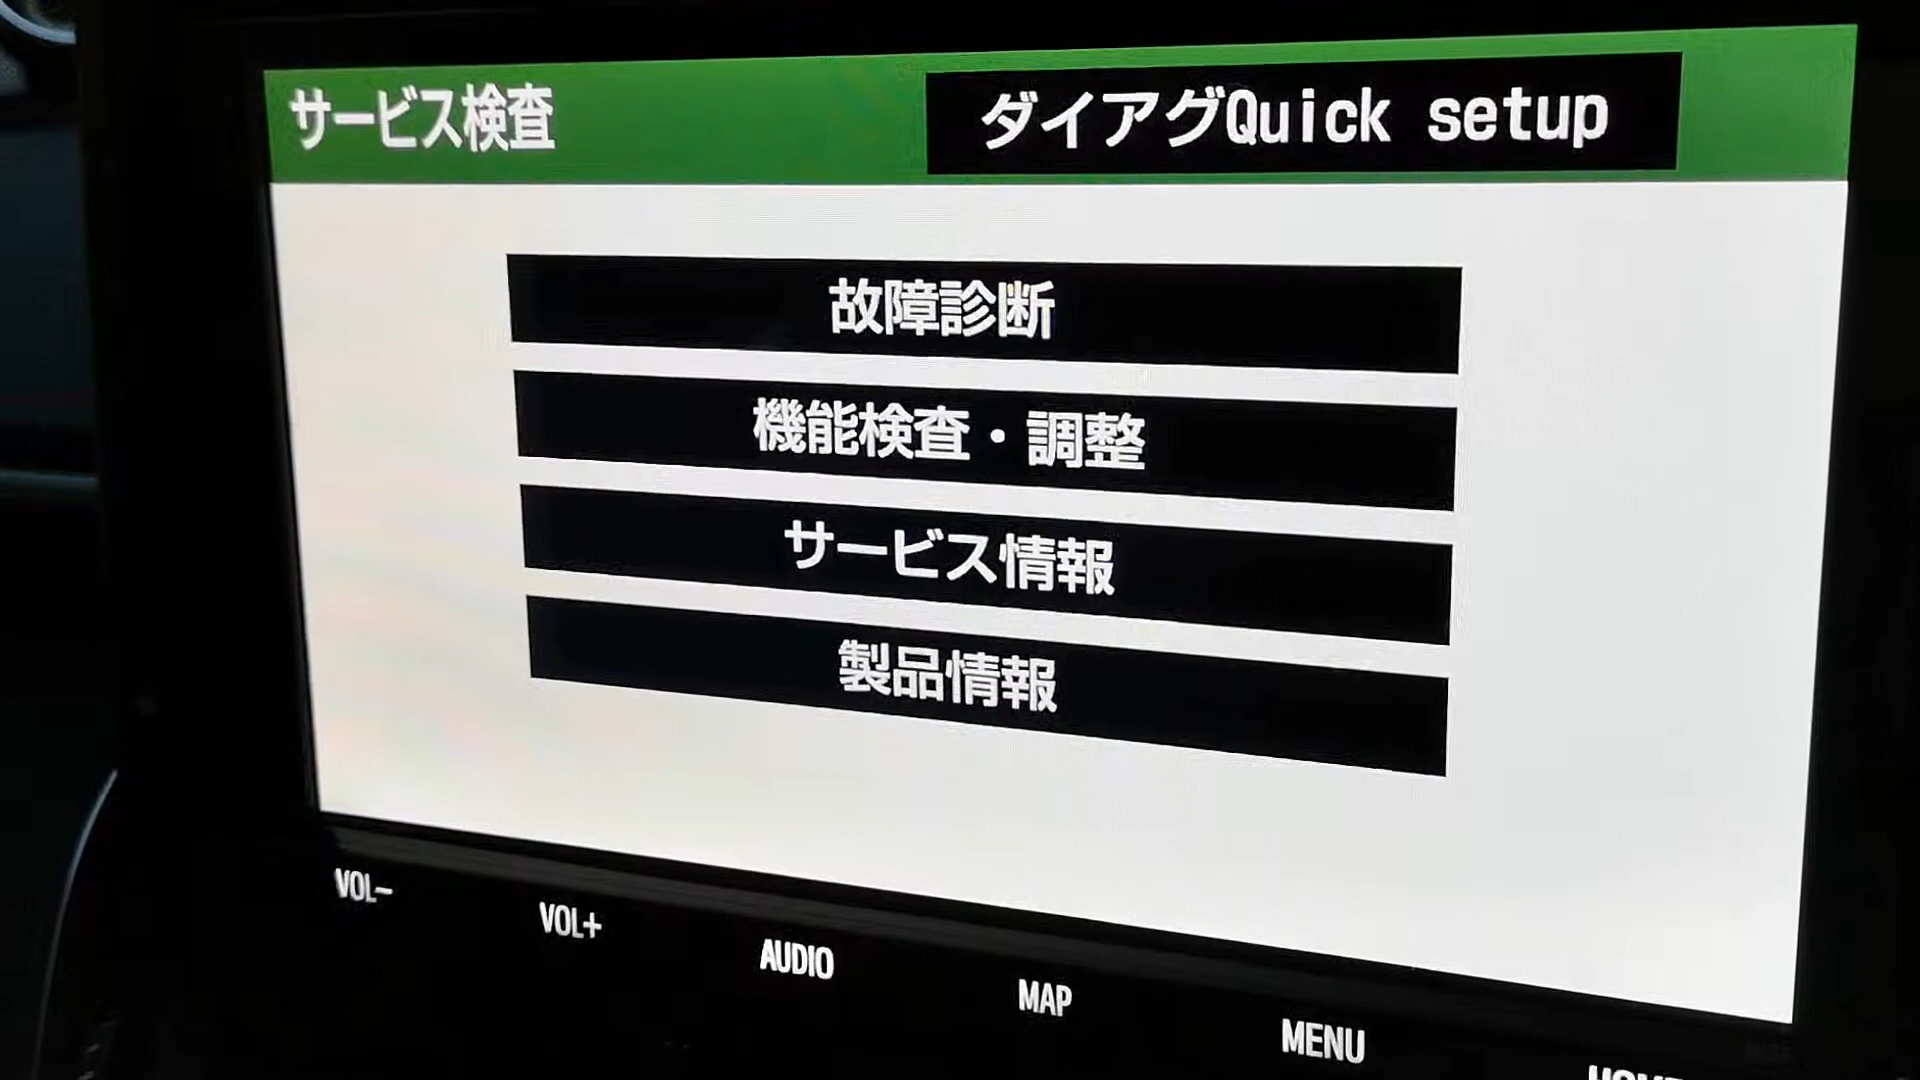 サービス検査
ダイアグQuick setup
故障診断
機能検査・調整
サービス情報
製品情報
VOL-
VOL+
AUDIO
MAP
MENU
HOME